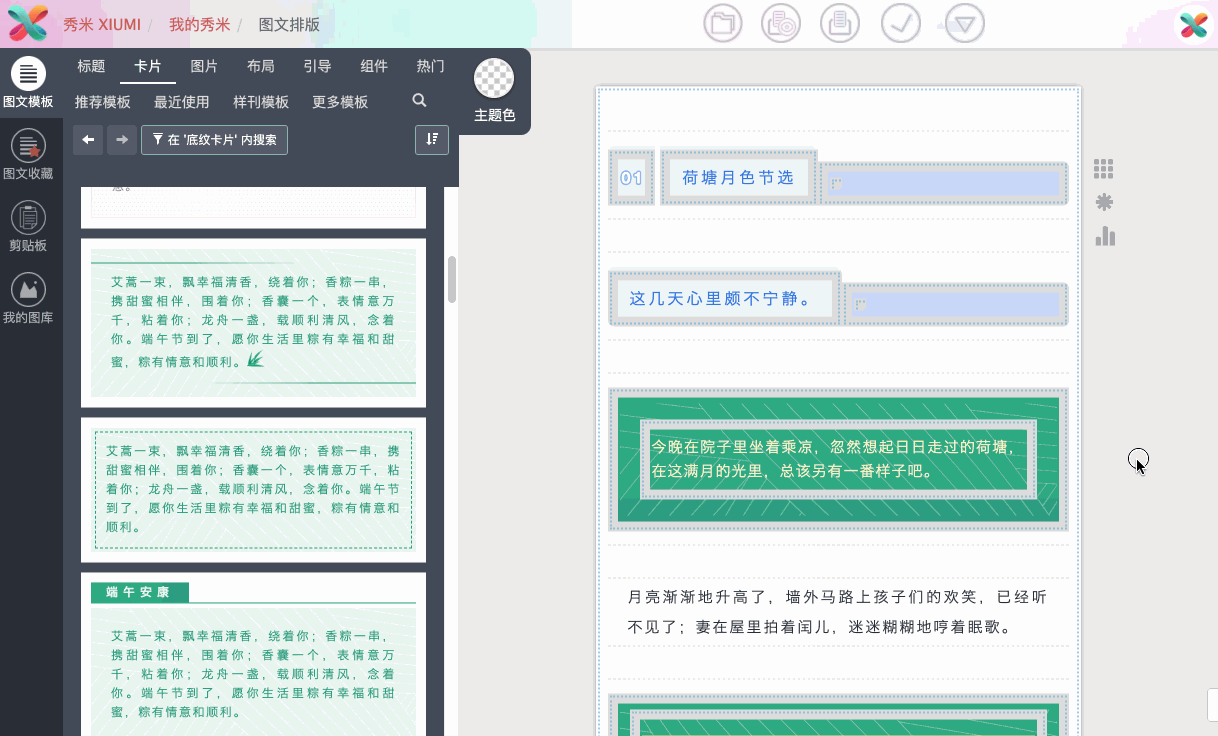 秀米 XIUMI / 我的秀米 / 图文排版
图文模板
图文收藏
剪贴板
我的图库
标题 卡片 图片 布局 引导 组件 热门
推荐模板 最近使用 样刊模板 更多模板
在 '底纹卡片' 内搜索
主题色
艾蒿一束，飘幸福清香，绕着你；香粽一串，
携甜蜜相伴，围着你；香囊一个，表情意万
千，粘着你；龙舟一盏，载顺利清风，念着
你。端午节到了，愿你生活里粽有幸福和甜
蜜，粽有情意和顺利。
艾蒿一束，飘幸福清香，绕着你；香粽一串，携
甜蜜相伴，围着你；香囊一个，表情意万千，粘
着你；龙舟一盏，载顺利清风，念着你。端午节
到了，愿你生活里粽有幸福和甜蜜，粽有情意和
顺利。
端午安康
艾蒿一束，飘幸福清香，绕着你；香粽一串，
携甜蜜相伴，围着你；香囊一个，表情意万
千，粘着你；龙舟一盏，载顺利清风，念着
你。端午节到了，愿你生活里粽有幸福和甜
蜜，粽有情意和顺利。
01 荷塘月色节选
这几天心里颇不宁静。
今晚在院子里坐着乘凉，忽然想起日日走过的荷塘，
在这满月的光里，总该另有一番样子吧。
月亮渐渐地升高了，墙外马路上孩子们的欢笑，已经听
不见了；妻在屋里拍着闰儿，迷迷糊糊地哼着眠歌。